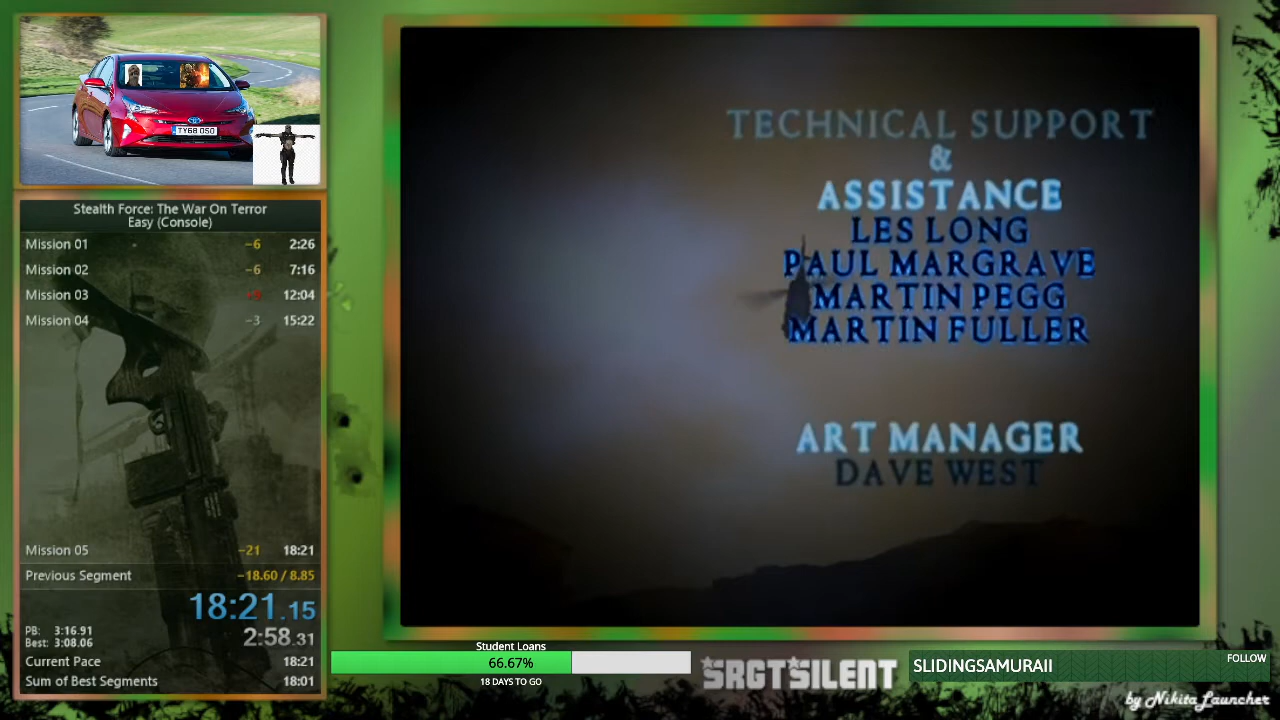 TY68 OSO
Stealth Force: The War On Terror
Easy (Console)
Mission 01 −6 2:26
Mission 02 −6 7:16
Mission 03 12:04
Mission 04 −3 15:22
Mission 05 −21 18:21
Previous Segment −18.60 / 8.85
18:21.15
PB: 3:16.91
Best: 3:08.06
2:58.31
Current Pace 18:21
Sum of Best Segments 18:01
TECHNICAL SUPPORT
&
ASSISTANCE
LES LONG
PAUL MARGRAVE
MARTIN PEGG
MARTIN FULLER
ART MANAGER
DAVE WEST
Student Loans
66.67%
18 DAYS TO GO
SRGTSILENT
SLIDINGSAMURAII
FOLLOW
by NikitaLauncher